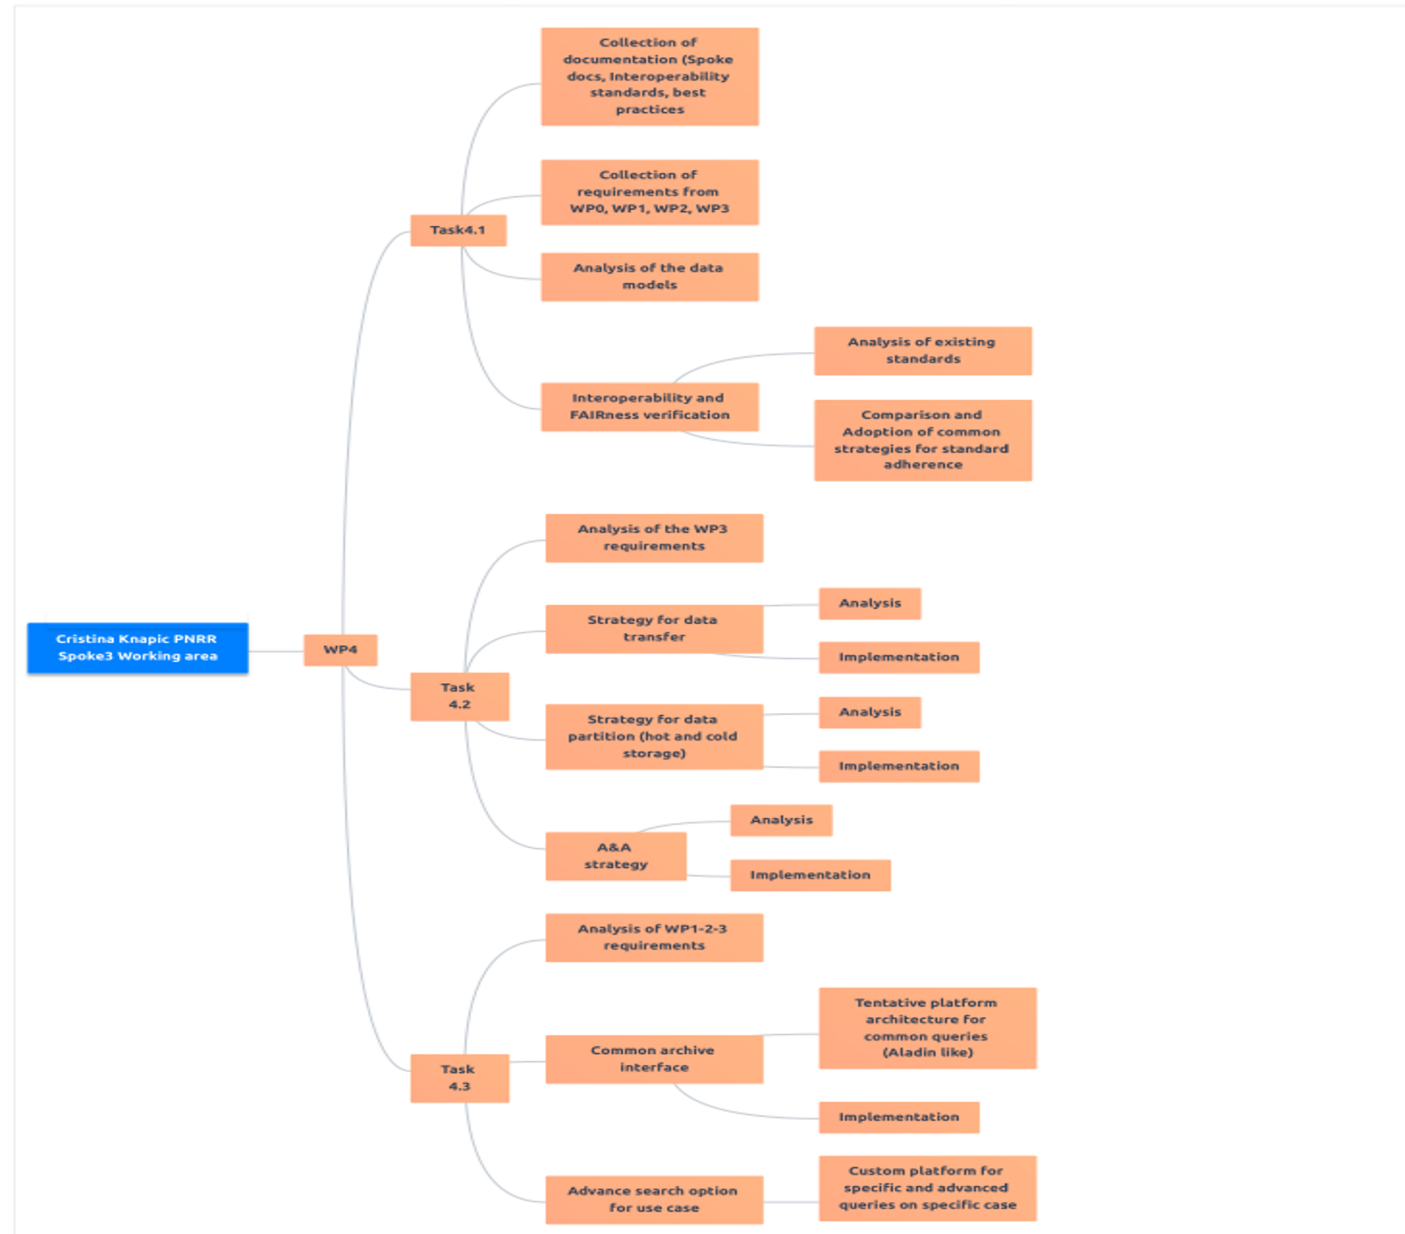 Cristina Knapic PNRR
Spoke3 Working area
WP4
Task4.1
Collection of
documentation (Spoke
docs, Interoperability
standards, best
practices
Collection of
requirements from
WP0, WP1, WP2, WP3
Analysis of the data
models
Interoperability and
FAIRness verification
Analysis of existing
standards
Comparison and
Adoption of common
strategies for standard
adherence
Task
4.2
Analysis of the WP3
requirements
Strategy for data
transfer
Analysis
Implementation
Strategy for data
partition (hot and cold
storage)
Analysis
Implementation
A&A
strategy
Analysis
Implementation
Task
4.3
Analysis of WP1-2-3
requirements
Common archive
interface
Tentative platform
architecture for
common queries
(Aladin like)
Implementation
Advance search option
for use case
Custom platform for
specific and advanced
queries on specific case